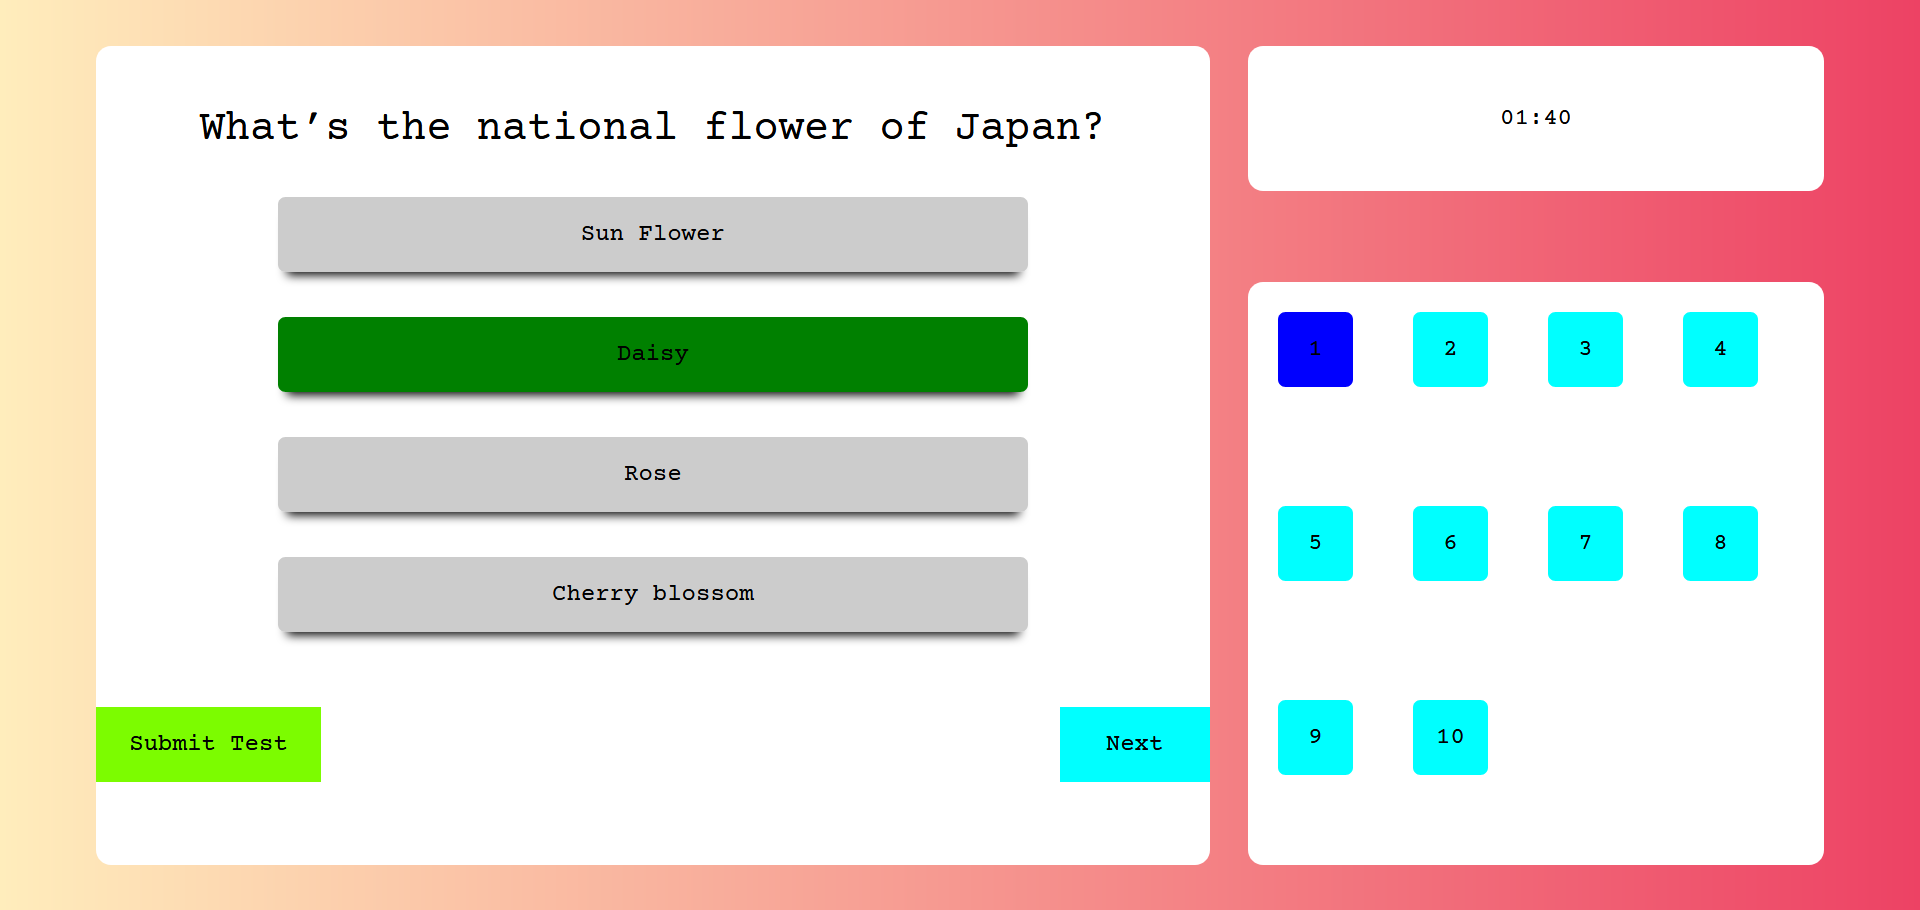 What’s the national flower of Japan?
Sun Flower
Daisy
Rose
Cherry blossom
Submit Test
Next
01:40
1 2 3 4
5 6 7 8
9 10